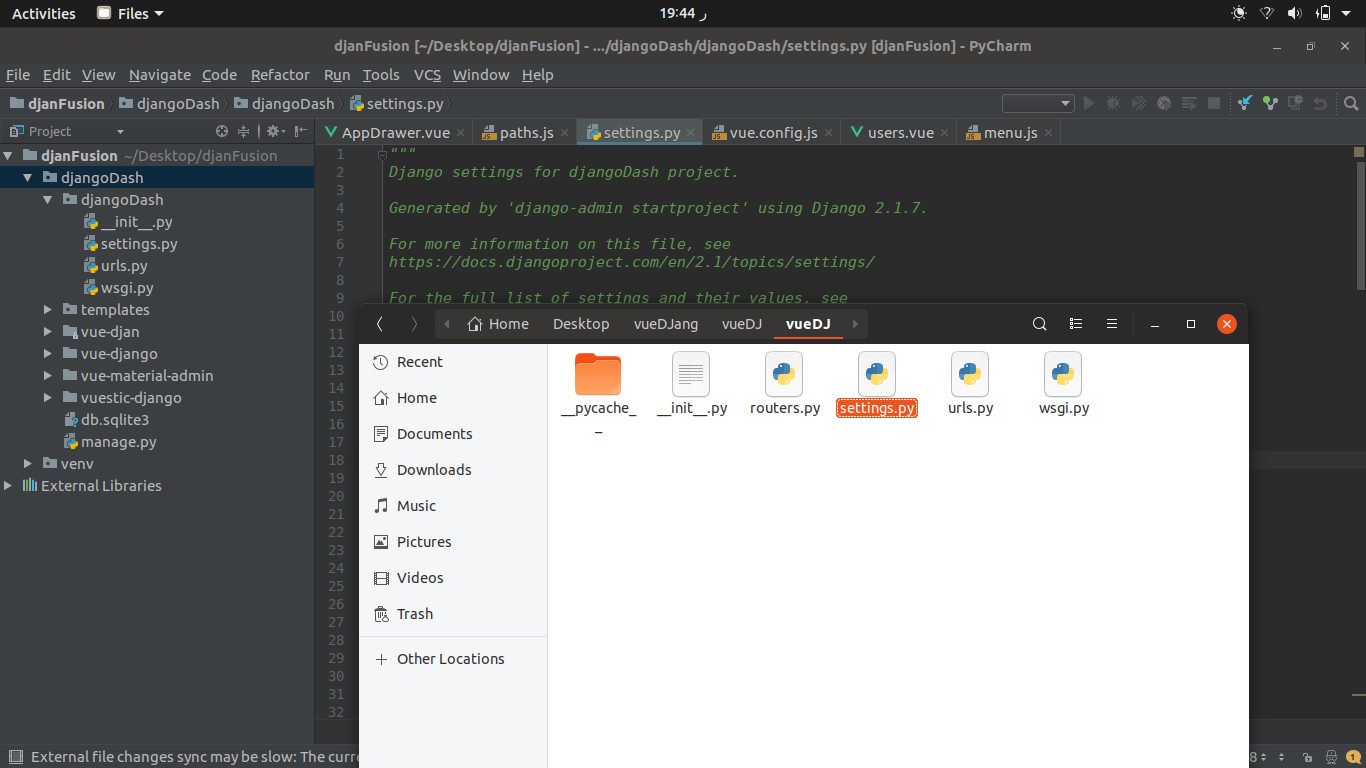 Activities Files 19:44 ر
djanFusion [~/Desktop/djanFusion] - .../djangoDash/djangoDash/settings.py [djanFusion] - PyCharm
File Edit View Navigate Code Refactor Run Tools VCS Window Help
djanFusion djangoDash djangoDash settings.py
Project
AppDrawer.vue paths.js settings.py vue.config.js users.vue menu.js
djanFusion ~/Desktop/djanFusion
djangoDash
djangoDash
__init__.py
settings.py
urls.py
wsgi.py
templates
vue-djan
vue-django
vue-material-admin
vuestic-django
db.sqlite3
manage.py
venv
External Libraries
1 """
2 Django settings for djangoDash project.
3
4 Generated by 'django-admin startproject' using Django 2.1.7.
5
6 For more information on this file, see
7 https://docs.djangoproject.com/en/2.1/topics/settings/
8
9 For the full list of settings and their values, see
10
11
12
13
14
15
16
17
18
19
20
21
22
23
24
25
26
27
28
29
30
31
32
Home Desktop vueDJang vueDJ vueDJ
Recent
Home
Documents
Downloads
Music
Pictures
Videos
Trash
Other Locations
__pycache_
_
__init__.py
routers.py
settings.py
urls.py
wsgi.py
External file changes sync may be slow: The curre
8
1